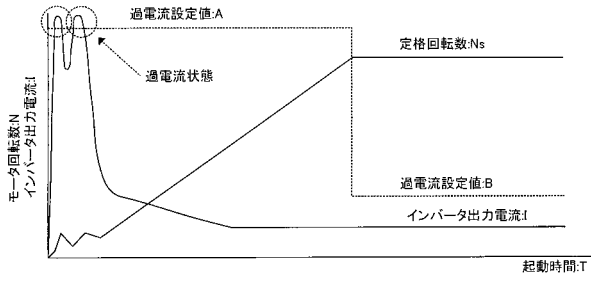 過電流設定値:A
定格回転数:Ns
過電流状態
モータ回転数:N
インバータ出力電流:I
過電流設定値:B
インバータ出力電流:I
起動時間:T